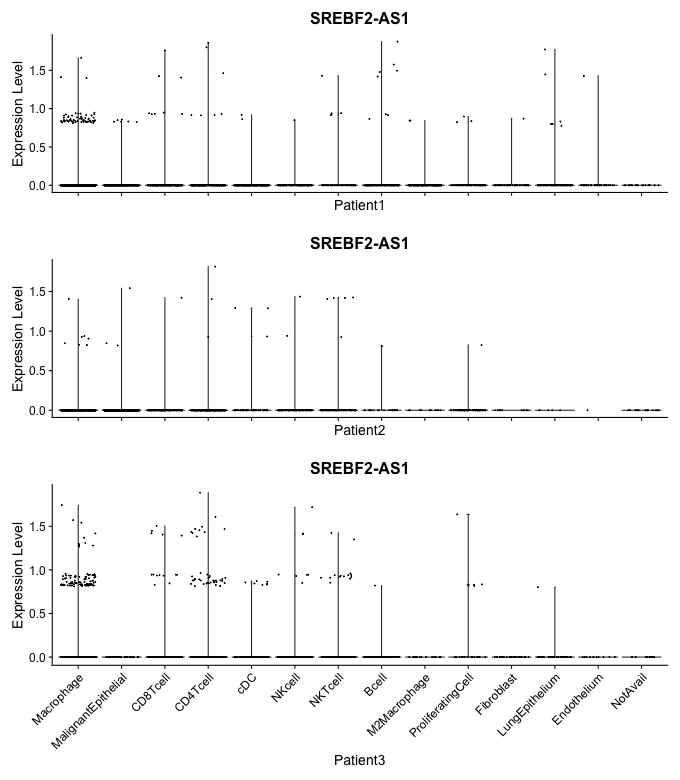 SREBF2-AS1
Expression Level
1.5
1.0
0.5
0.0
Patient1
SREBF2-AS1
Expression Level
1.5
1.0
0.5
0.0
Patient2
SREBF2-AS1
Expression Level
1.5
1.0
0.5
0.0
Macrophage
MalignantEpithelial
CD8Tcell
CD4Tcell
cDC
NKcell
NKTcell
Bcell
M2Macrophage
ProliferatingCell
Fibroblast
LungEpithelium
Endothelium
NotAvail
Patient3